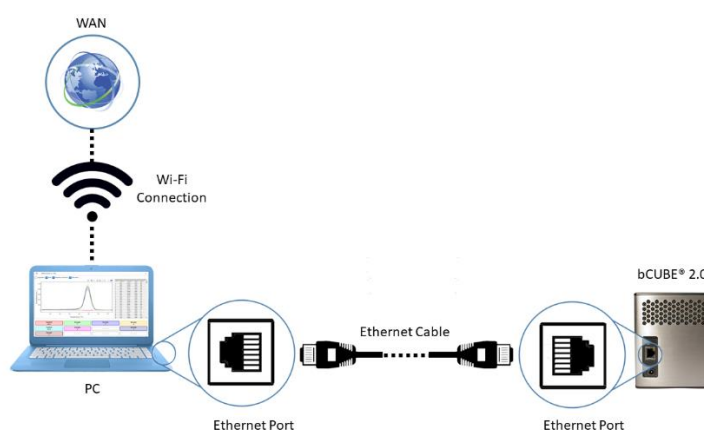 WAN
Wi-Fi
Connection
bCUBE® 2.0
Ethernet Cable
PC
Ethernet Port
Ethernet Port